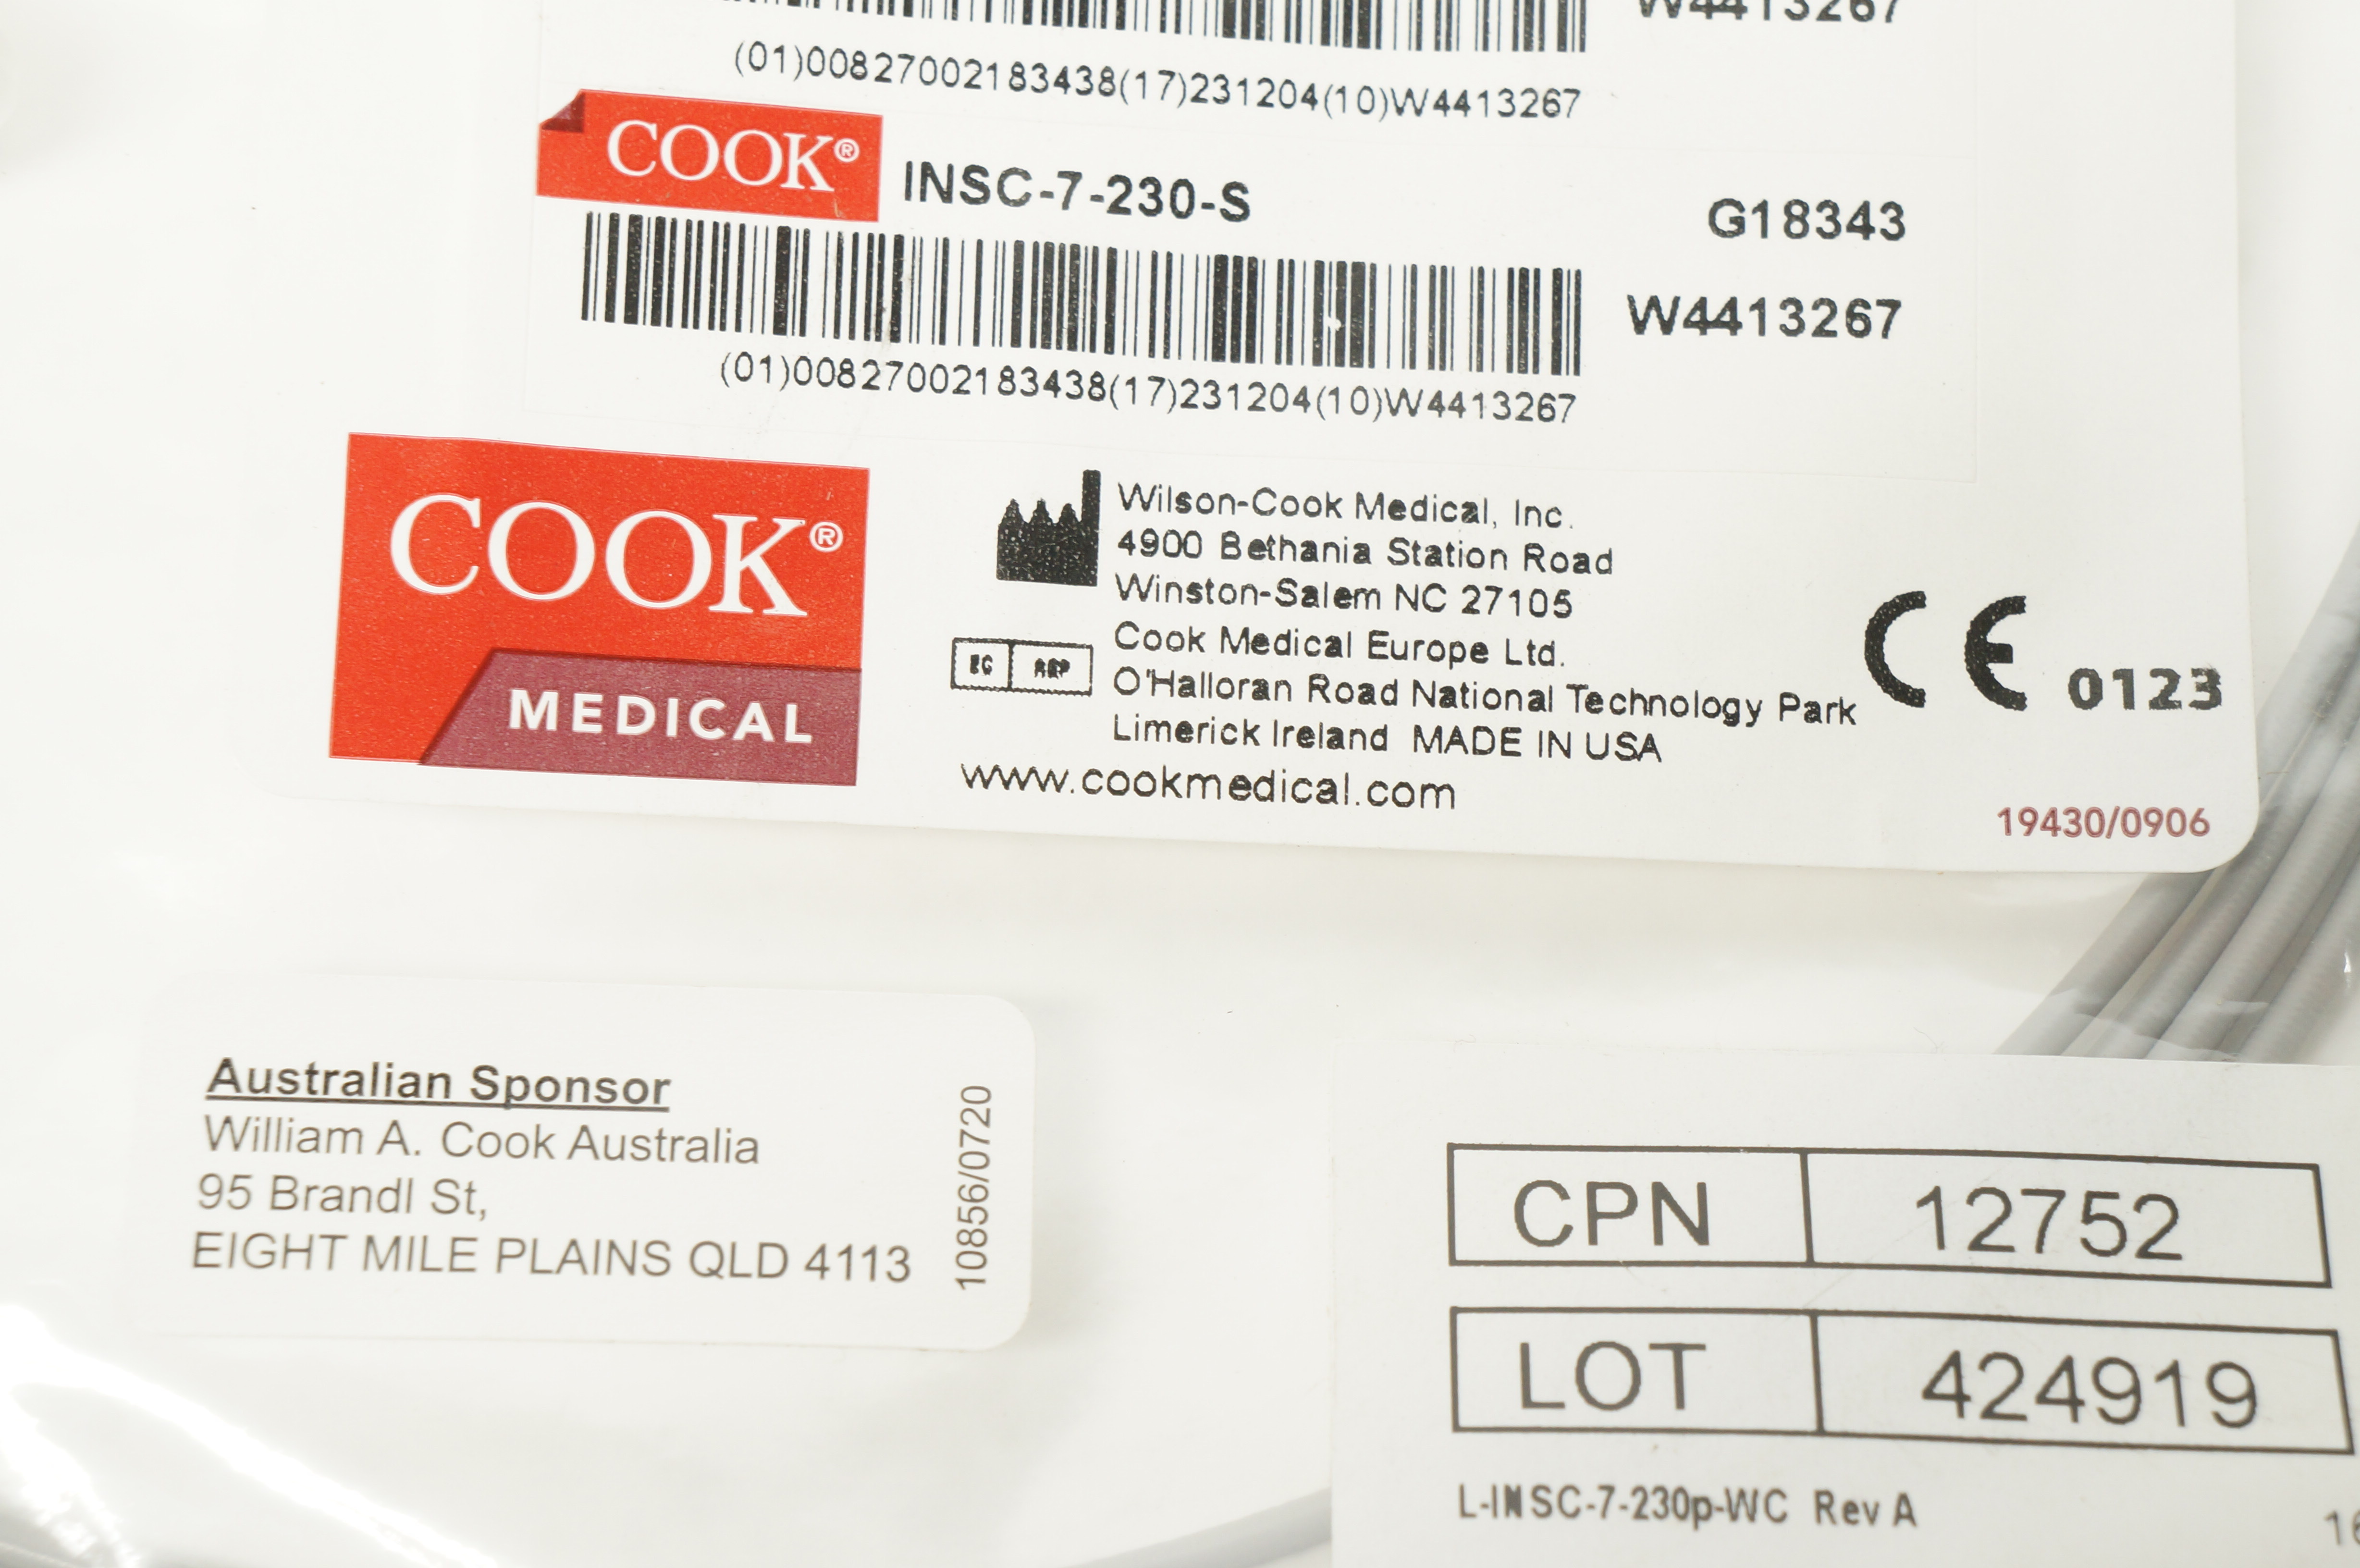 W4413267
(01)00827002183438(17)231204(10)W4413267
COOK®
INSC-7-230-S
G18343
W4413267
(01)00827002183438(17)231204(10)W4413267
COOK®
MEDICAL
Wilson-Cook Medical, Inc.
4900 Bethania Station Road
Winston-Salem NC 27105
EC REP
Cook Medical Europe Ltd.
O'Halloran Road National Technology Park
Limerick Ireland MADE IN USA
www.cookmedical.com
CE 0123
19430/0906
Australian Sponsor
William A. Cook Australia
95 Brandl St,
EIGHT MILE PLAINS QLD 4113
10856/0720
CPN 12752
LOT 424919
L-INSC-7-230p-WC Rev A